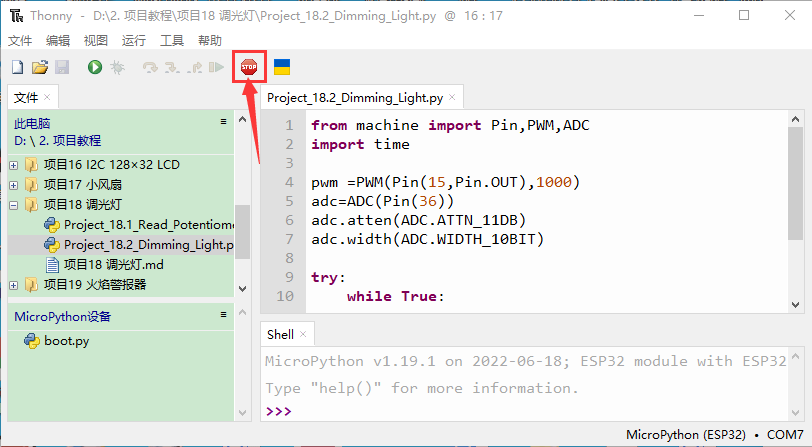 Thonny - D:\2. 项目教程\项目18 调光灯\Project_18.2_Dimming_Light.py @ 16 : 17
文件 编辑 视图 运行 工具 帮助
STOP
文件 ×
此电脑
D: \ 2. 项目教程
项目16 I2C 128×32 LCD
项目17 小风扇
项目18 调光灯
Project_18.1_Read_Potentiome
Project_18.2_Dimming_Light.p
项目18 调光灯.md
项目19 火焰警报器
MicroPython设备
boot.py
Project_18.2_Dimming_Light.py ×
1 from machine import Pin,PWM,ADC
2 import time
3
4 pwm =PWM(Pin(15,Pin.OUT),1000)
5 adc=ADC(Pin(36))
6 adc.atten(ADC.ATTN_11DB)
7 adc.width(ADC.WIDTH_10BIT)
8
9 try:
10 while True:
Shell ×
MicroPython v1.19.1 on 2022-06-18; ESP32 module with ESP32
Type "help()" for more information.
>>>
MicroPython (ESP32) • COM7